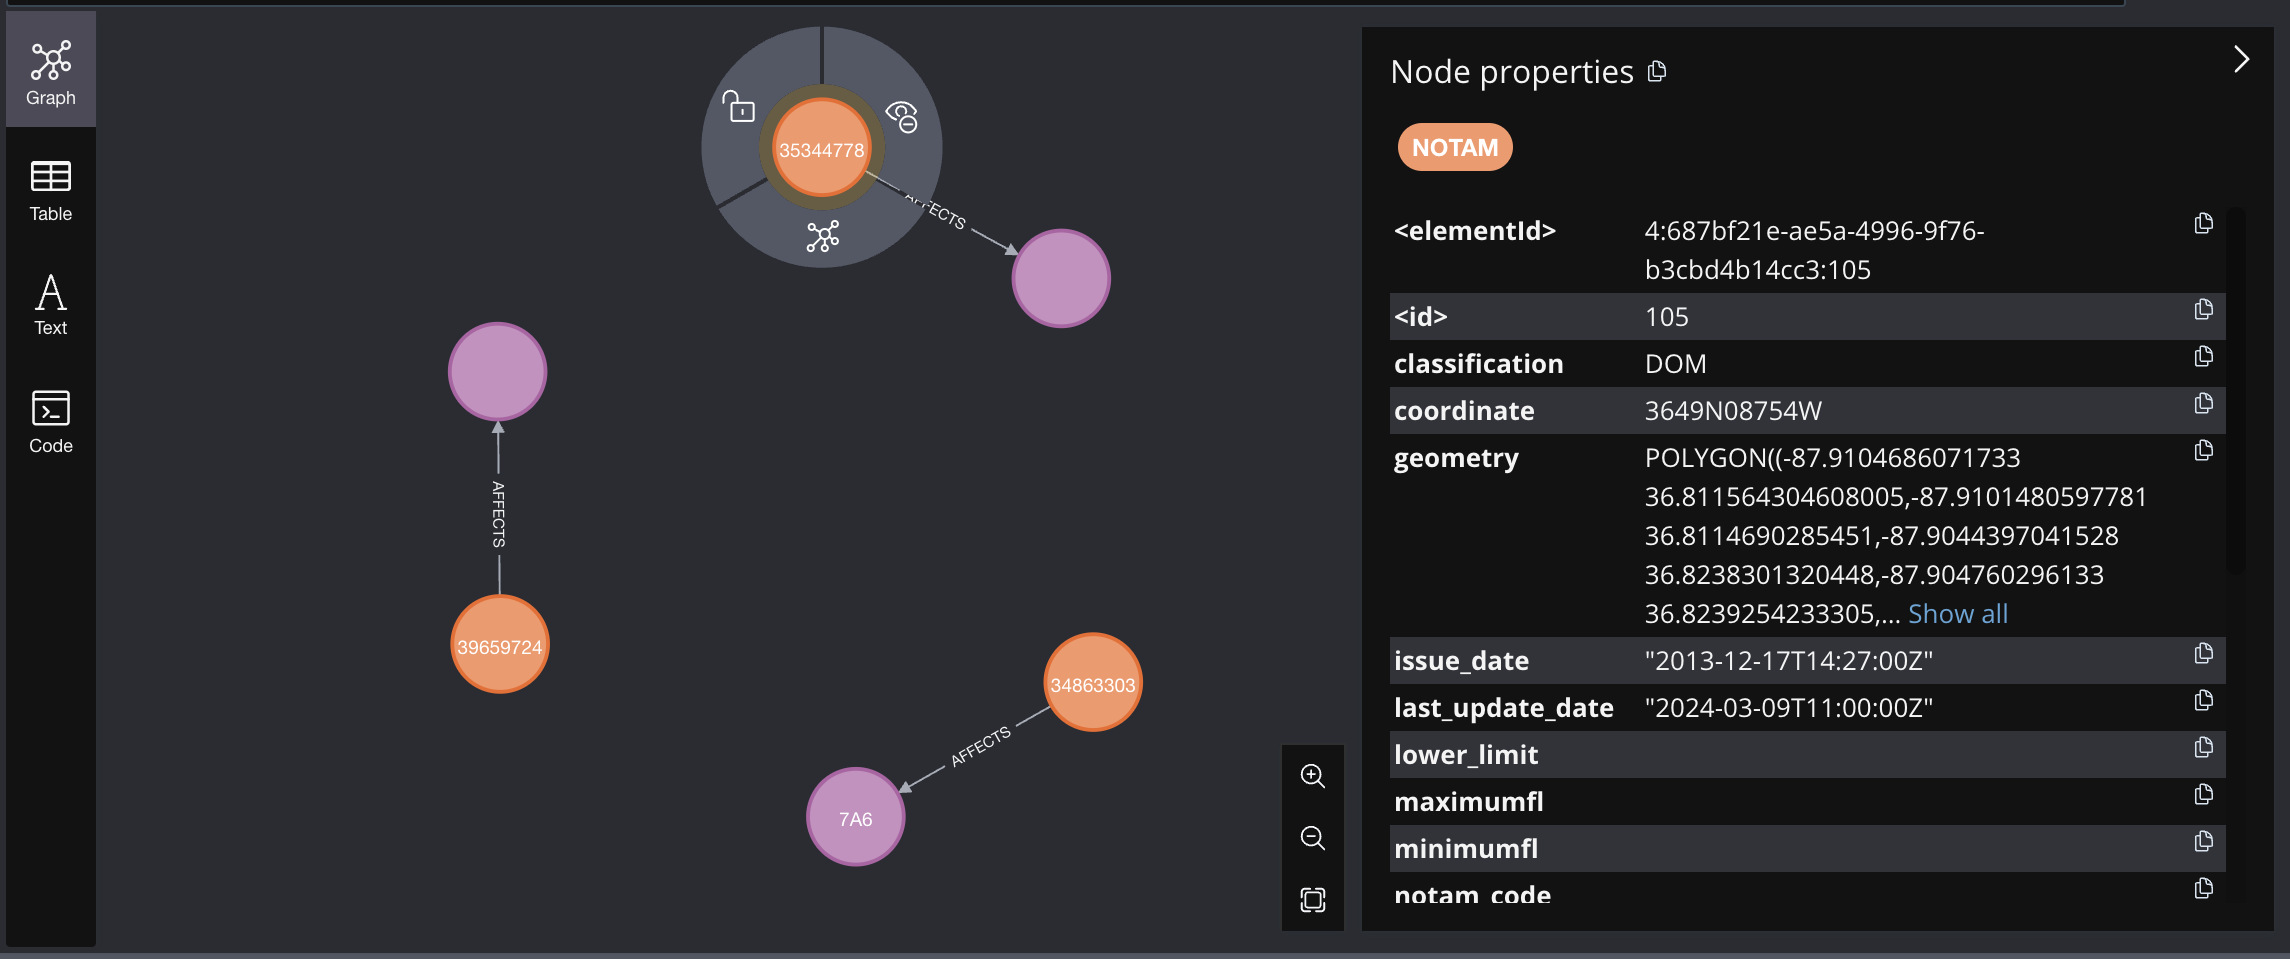 Graph
Table
Text
Code
35344778
AFFECTS
AFFECTS
39659724
34863303
AFFECTS
7A6
Node properties
NOTAM
<elementId> 4:687bf21e-ae5a-4996-9f76-
b3cbd4b14cc3:105
<id> 105
classification DOM
coordinate 3649N08754W
geometry POLYGON((-87.9104686071733
36.811564304608005,-87.9101480597781
36.8114690285451,-87.9044397041528
36.8238301320448,-87.904760296133
36.8239254233305,... Show all
issue_date "2013-12-17T14:27:00Z"
last_update_date "2024-03-09T11:00:00Z"
lower_limit
maximumfl
minimumfl
notam_code